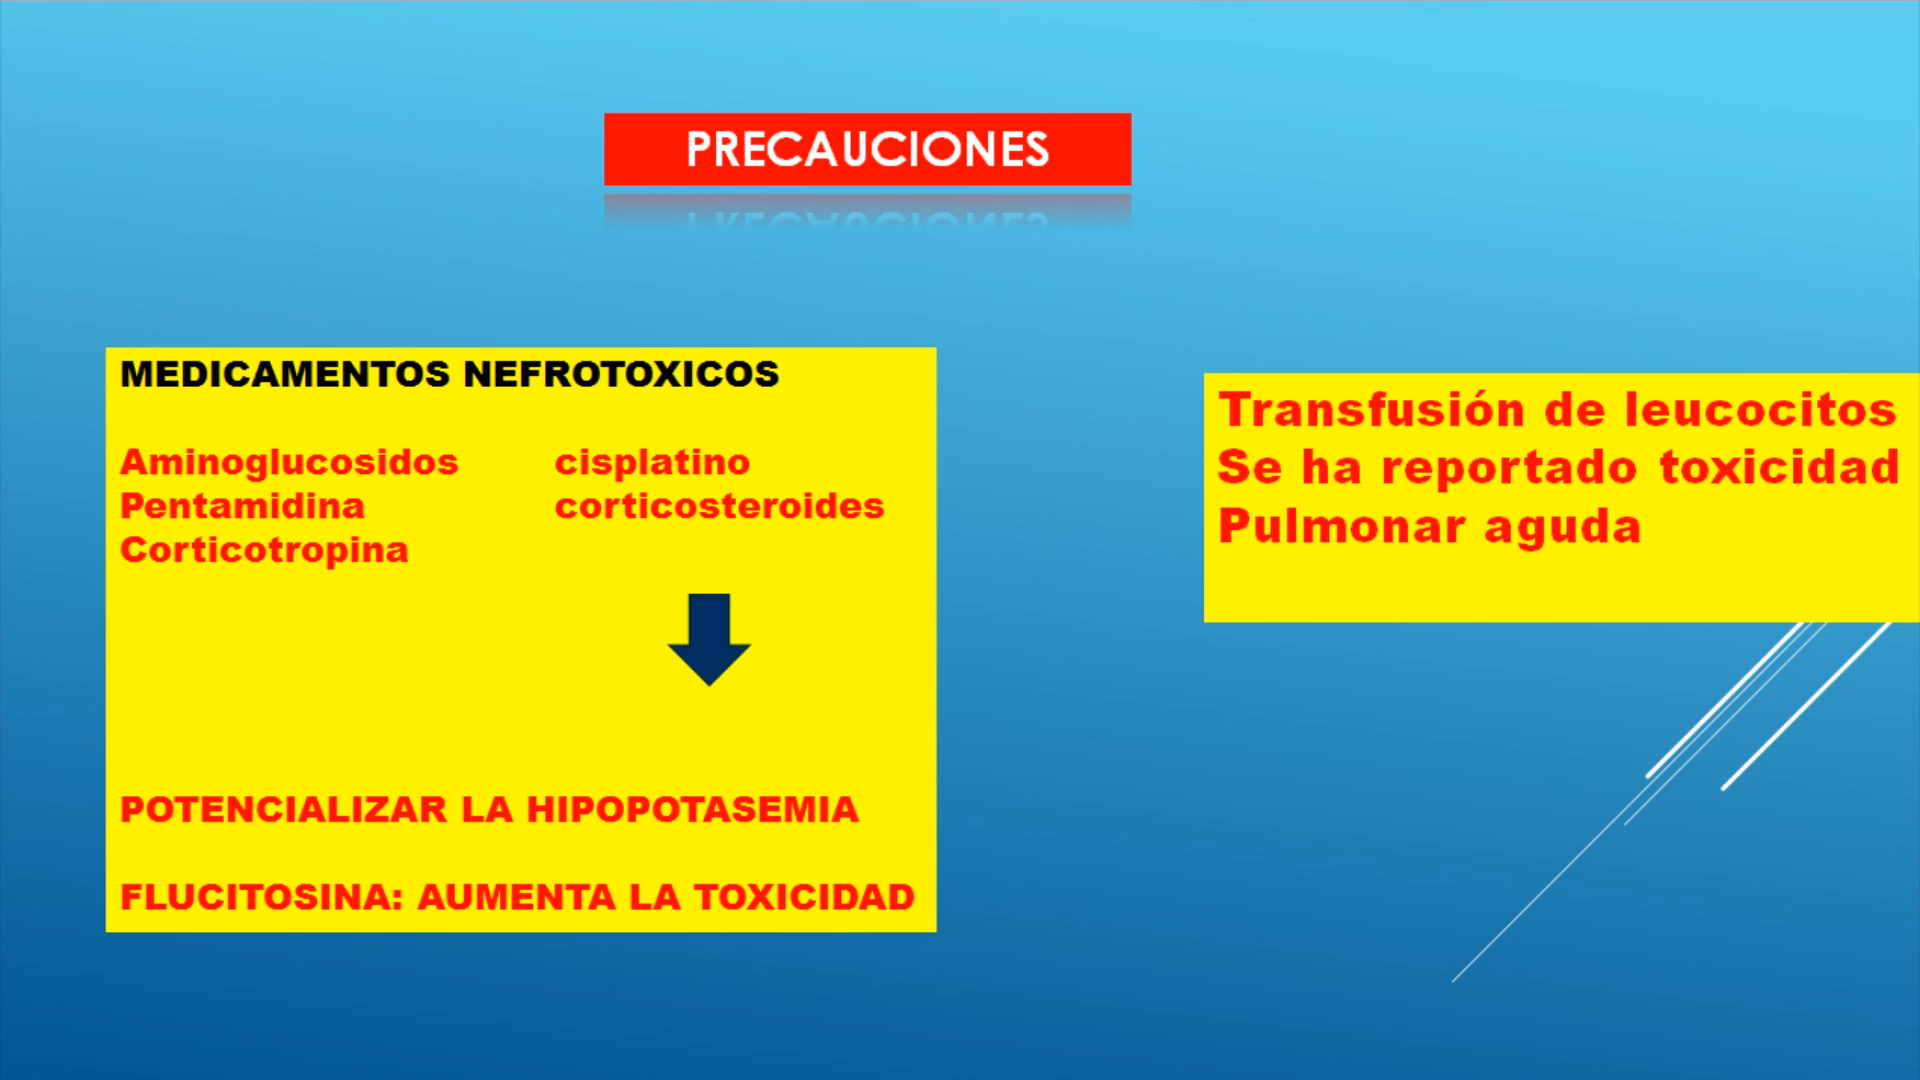 PRECAUCIONES
MEDICAMENTOS NEFROTOXICOS
Aminoglucosidos cisplatino
Pentamidina corticosteroides
Corticotropina
POTENCIALIZAR LA HIPOPOTASEMIA
FLUCITOSINA: AUMENTA LA TOXICIDAD
Transfusión de leucocitos
Se ha reportado toxicidad
Pulmonar aguda